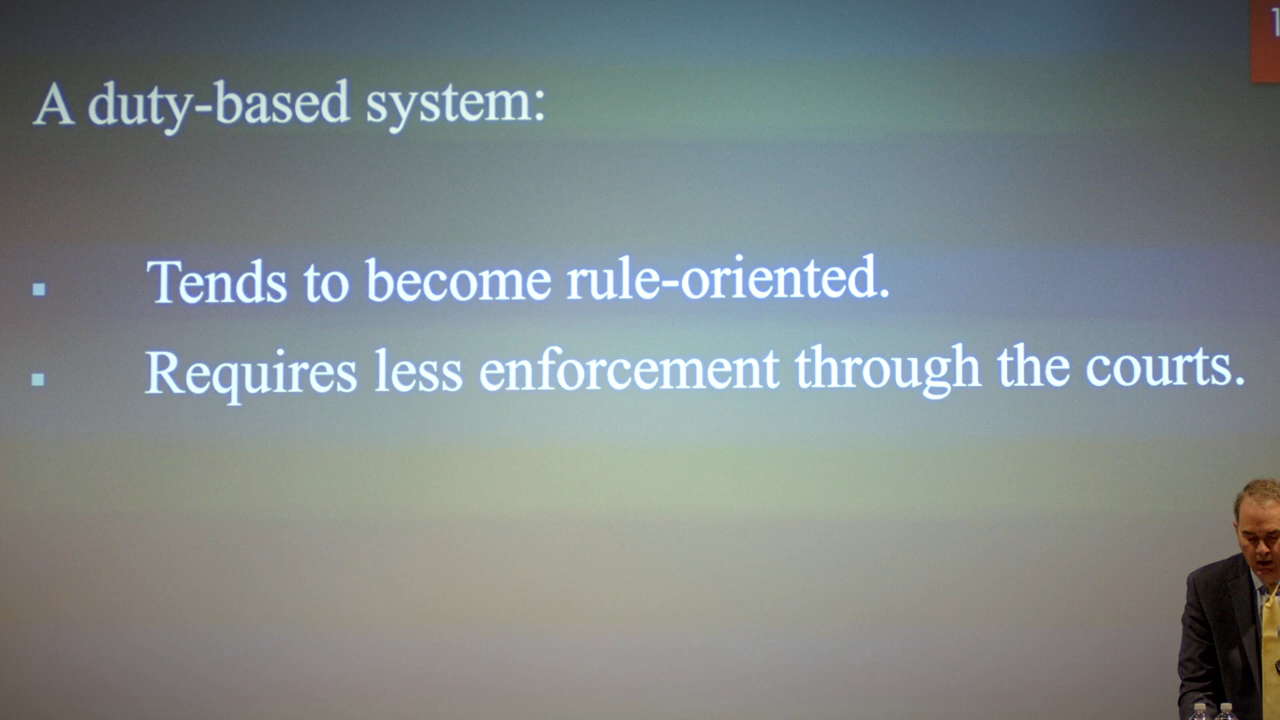 A duty-based system:
Tends to become rule-oriented.
Requires less enforcement through the courts.